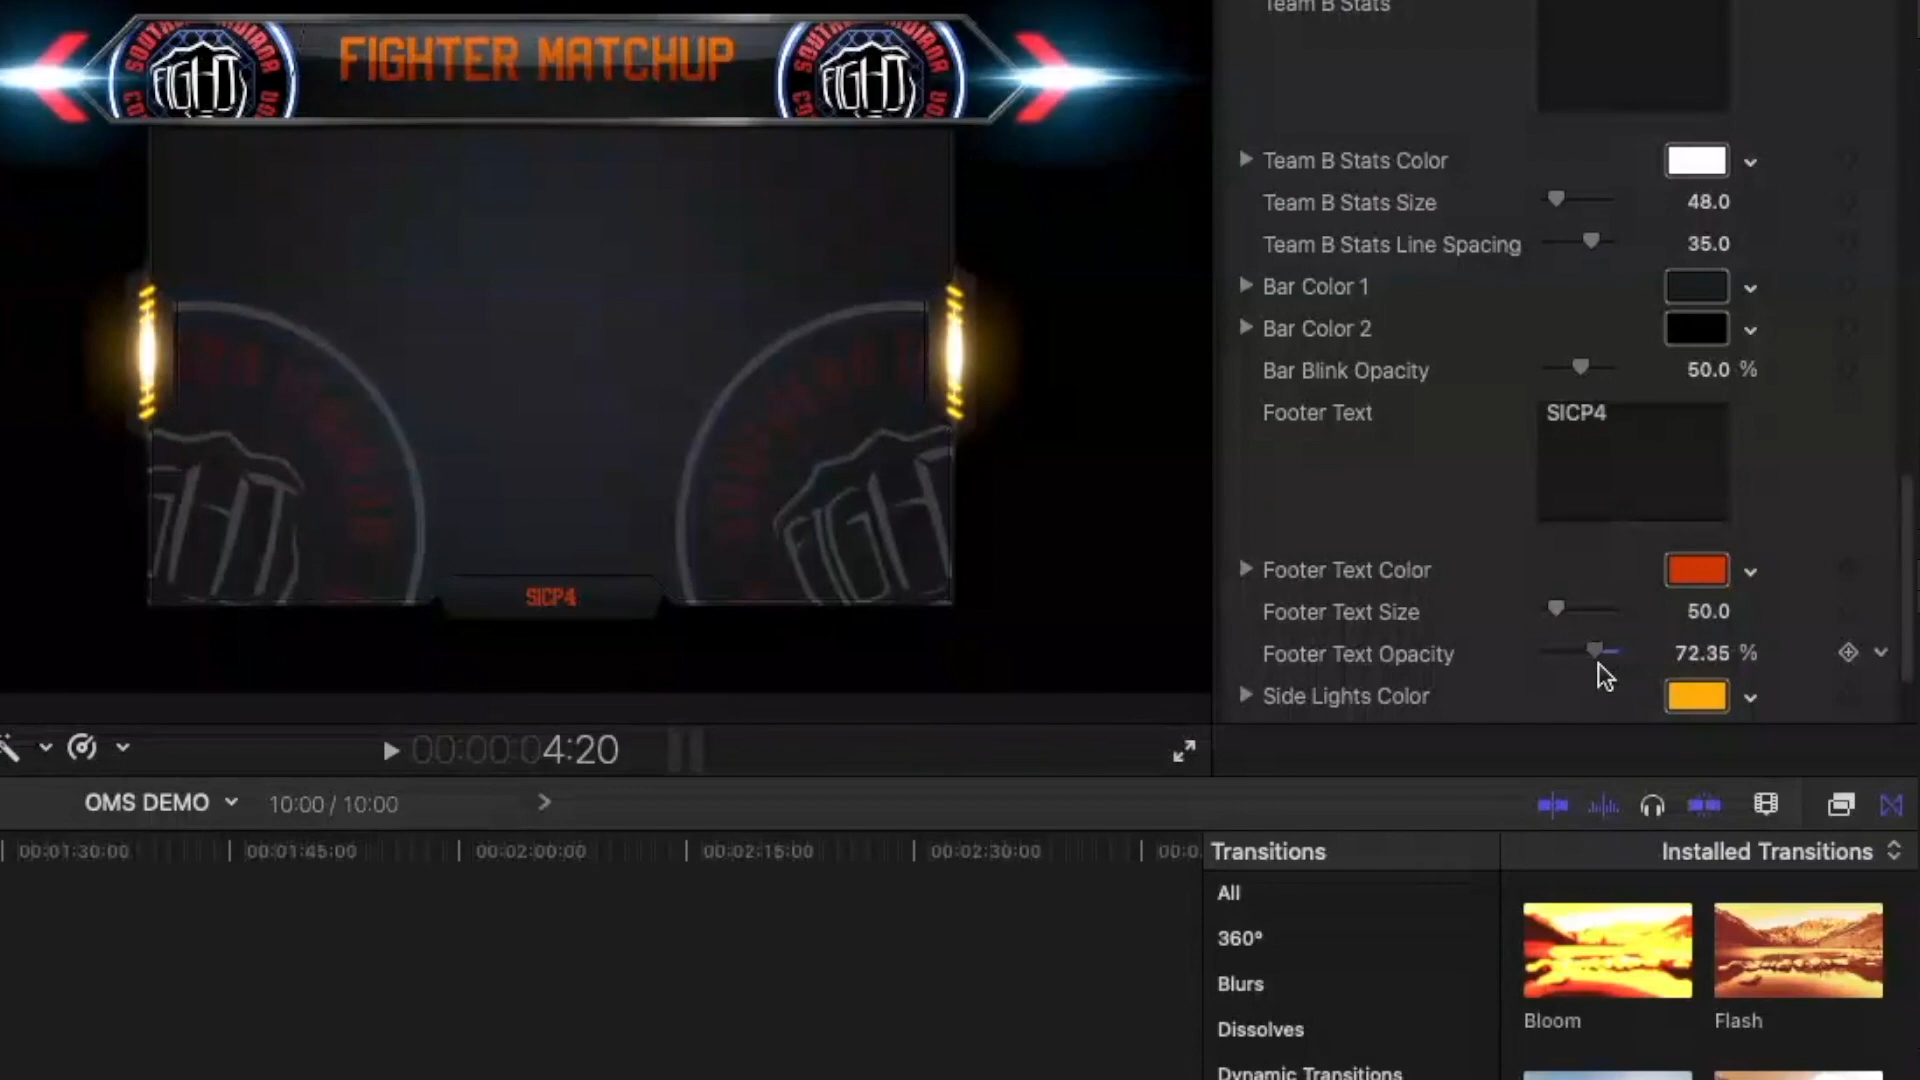 Team B Stats
FIGHTER MATCHUP
FIGHT
FIGHT
Team B Stats Color
Team B Stats Size 48.0
Team B Stats Line Spacing 35.0
Bar Color 1
Bar Color 2
Bar Blink Opacity 50.0 %
Footer Text SICP4
FIGHT
SICP4
Footer Text Color
Footer Text Size 50.0
Footer Text Opacity 72.35 %
Side Lights Color
00:00:04:20
OMS DEMO 10:00 / 10:00
00:01:30:00 00:01:45:00 00:02:00:00 00:02:15:00 00:02:30:00 00:0
Transitions Installed Transitions
All
360°
Blurs
Dissolves
Dynamic Transitions
Bloom Flash